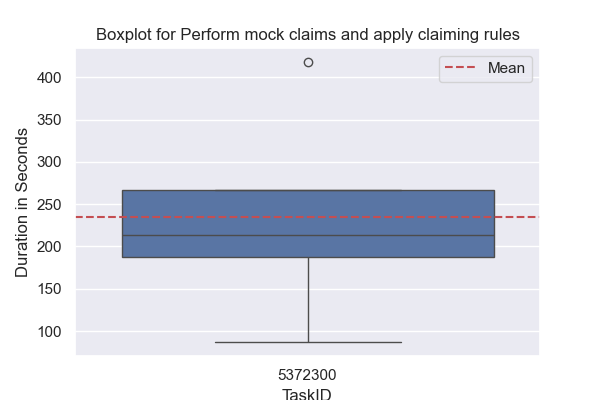 Boxplot for Perform mock claims and apply claiming rules
Mean
400
350
300
250
200
150
100
Duration in Seconds
5372300
TaskID